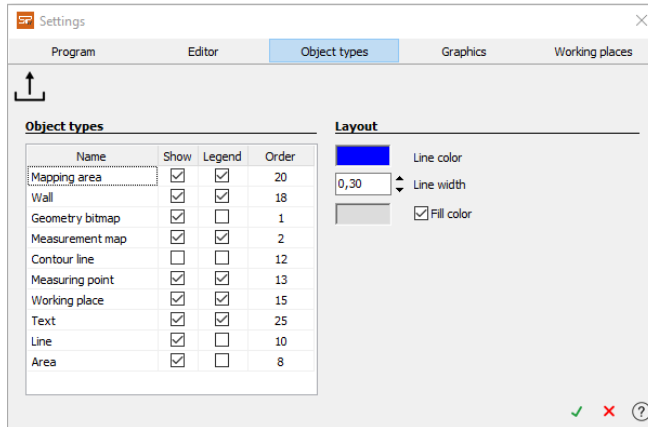 Settings
Program Editor Object types Graphics Working places
Object types
Name Show Legend Order
Mapping area 20
Wall 18
Geometry bitmap 1
Measurement map 2
Contour line 12
Measuring point 13
Working place 15
Text 25
Line 10
Area 8
Layout
Line color
0,30 Line width
Fill color
?